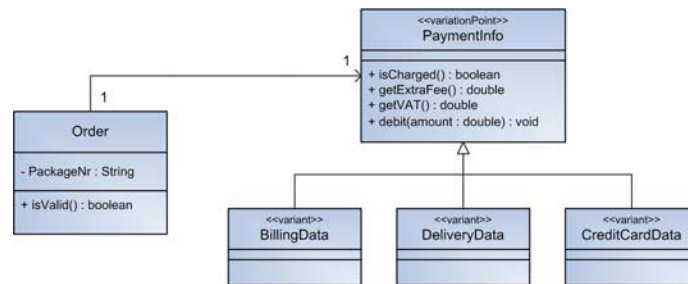 <<variationPoint>>
PaymentInfo
+ isCharged() : boolean
+ getExtraFee() : double
+ getVAT() : double
+ debit(amount : double) : void
1
1
Order
- PackageNr : String
+ isValid() : boolean
<<variant>>
BillingData
<<variant>>
DeliveryData
<<variant>>
CreditCardData